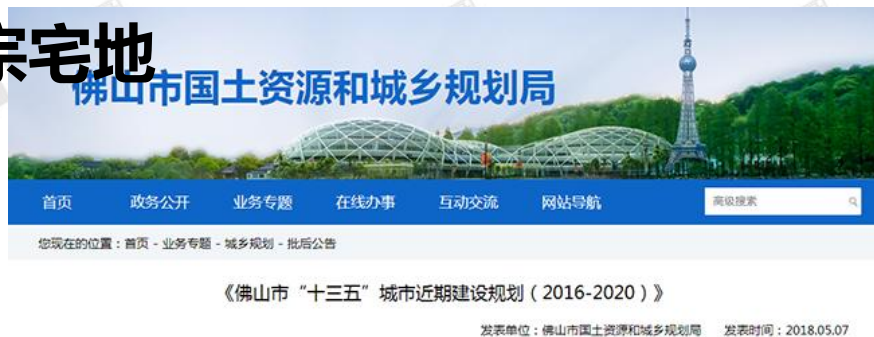 宗宅地
佛山市国土资源和城乡规划局
首页 政务公开 业务专题 在线办事 互动交流 网站导航 高级搜索
您现在的位置：首页 - 业务专题 - 城乡规划 - 批后公告
《佛山市“十三五”城市近期建设规划（2016-2020）》
发表单位：佛山市国土资源和城乡规划局 发表时间：2018.05.07